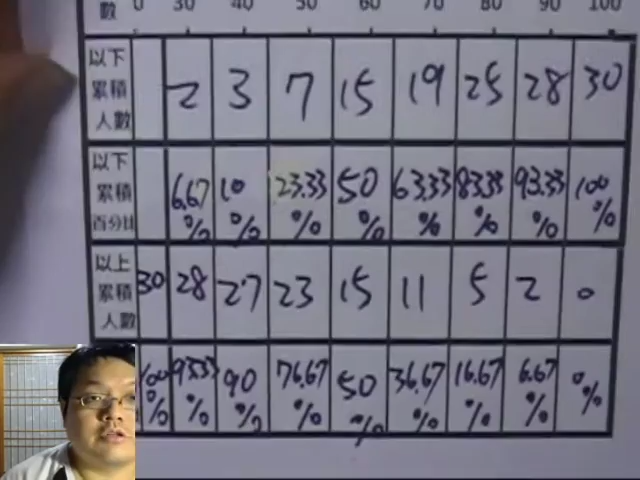 數 0 30 40 50 60 70 80 90 100
以下累積人數 2 3 7 15 19 25 28 30
以下累積百分比 6.67% 10% 23.33% 50% 63.33% 83.33% 93.33% 100%
以上累積人數 30 28 27 23 15 11 5 2 0
100% 93.33% 90% 76.67% 50% 36.67% 16.67% 6.67% 0%